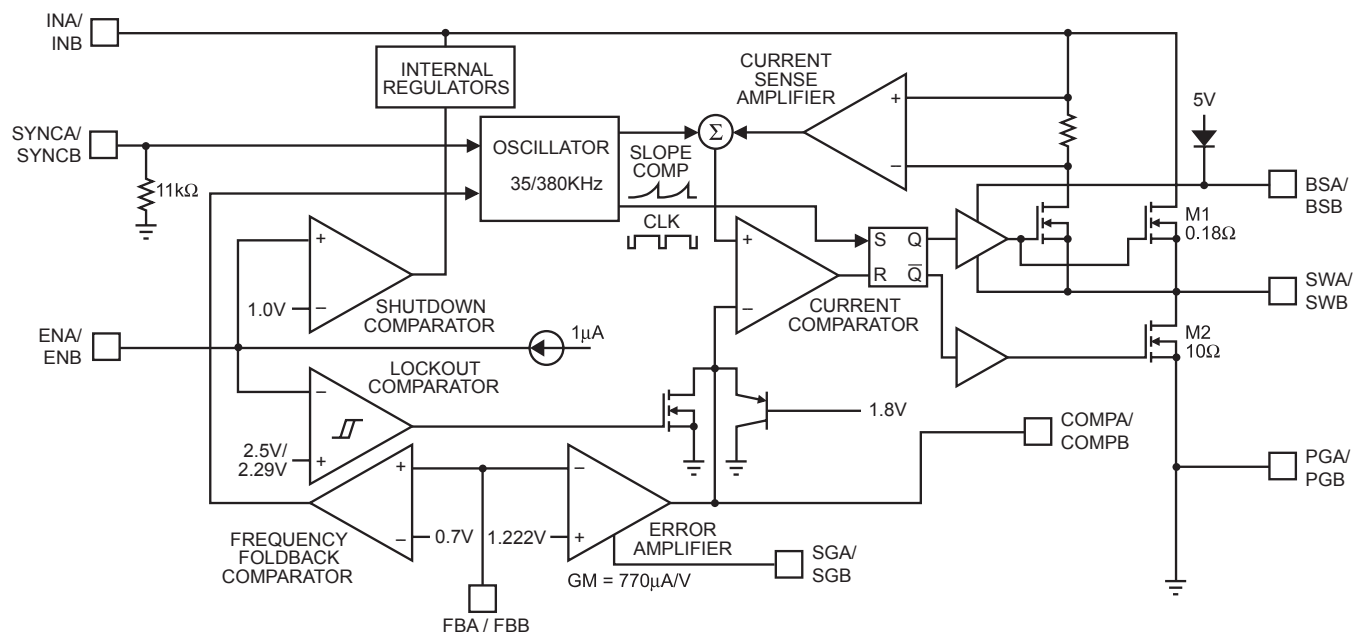 INA/
INB
INTERNAL
REGULATORS
CURRENT
SENSE
AMPLIFIER
+
−
5V
SYNCA/
SYNCB
11kΩ
OSCILLATOR
35/380KHz
Σ
SLOPE
COMP
CLK
BSA/
BSB
M1
0.18Ω
+
−
1.0V
SHUTDOWN
COMPARATOR
+
−
CURRENT
COMPARATOR
S Q
R Q̅
SWA/
SWB
ENA/
ENB
1µA
M2
10Ω
LOCKOUT
COMPARATOR
−
+
2.5V/
2.29V
1.8V
COMPA/
COMPB
PGA/
PGB
+
−
0.7V
FREQUENCY
FOLDBACK
COMPARATOR
−
+
1.222V
ERROR
AMPLIFIER
GM = 770µA/V
SGA/
SGB
FBA / FBB